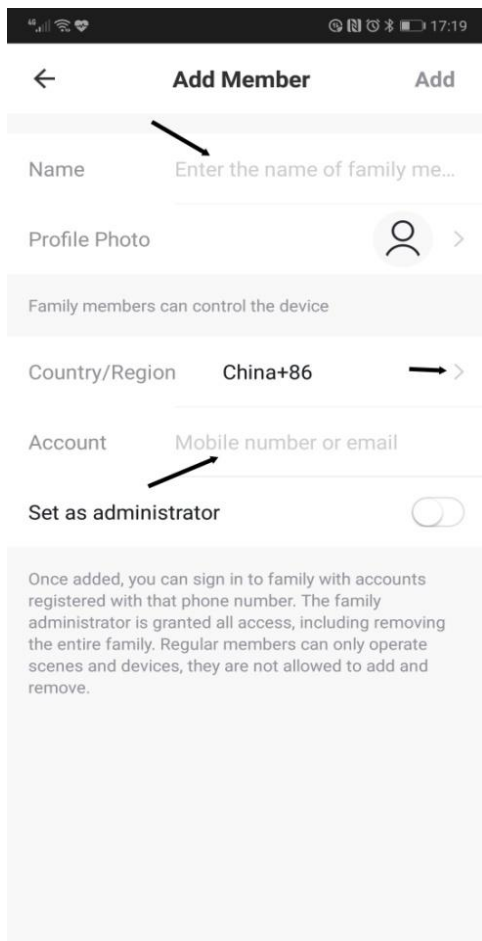 17:19
Add Member Add
Name Enter the name of family me...
Profile Photo
Family members can control the device
Country/Region China+86
Account Mobile number or email
Set as administrator
Once added, you can sign in to family with accounts
registered with that phone number. The family
administrator is granted all access, including removing
the entire family. Regular members can only operate
scenes and devices, they are not allowed to add and
remove.